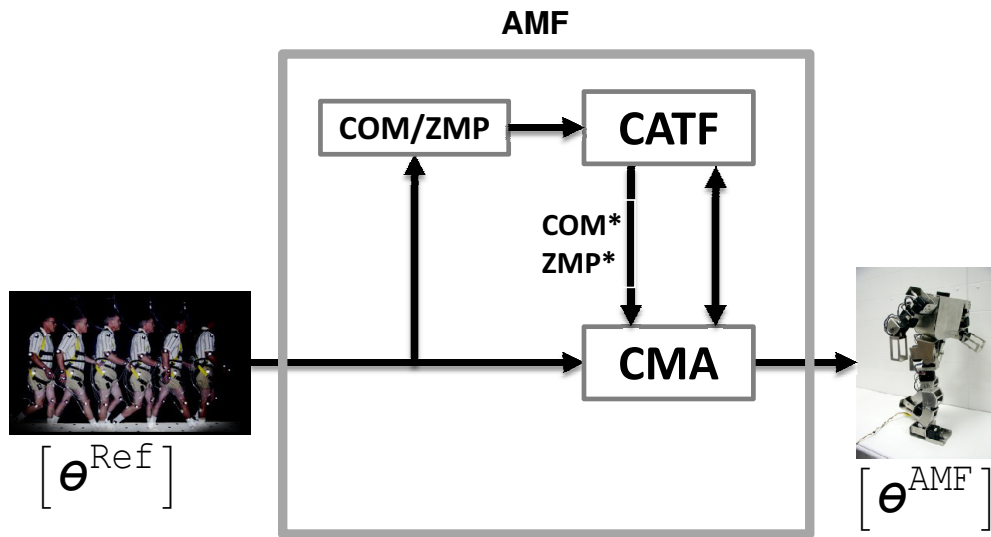 AMF
COM/ZMP
CATF
COM*
ZMP*
CMA
[θ^Ref]
[θ^AMF]